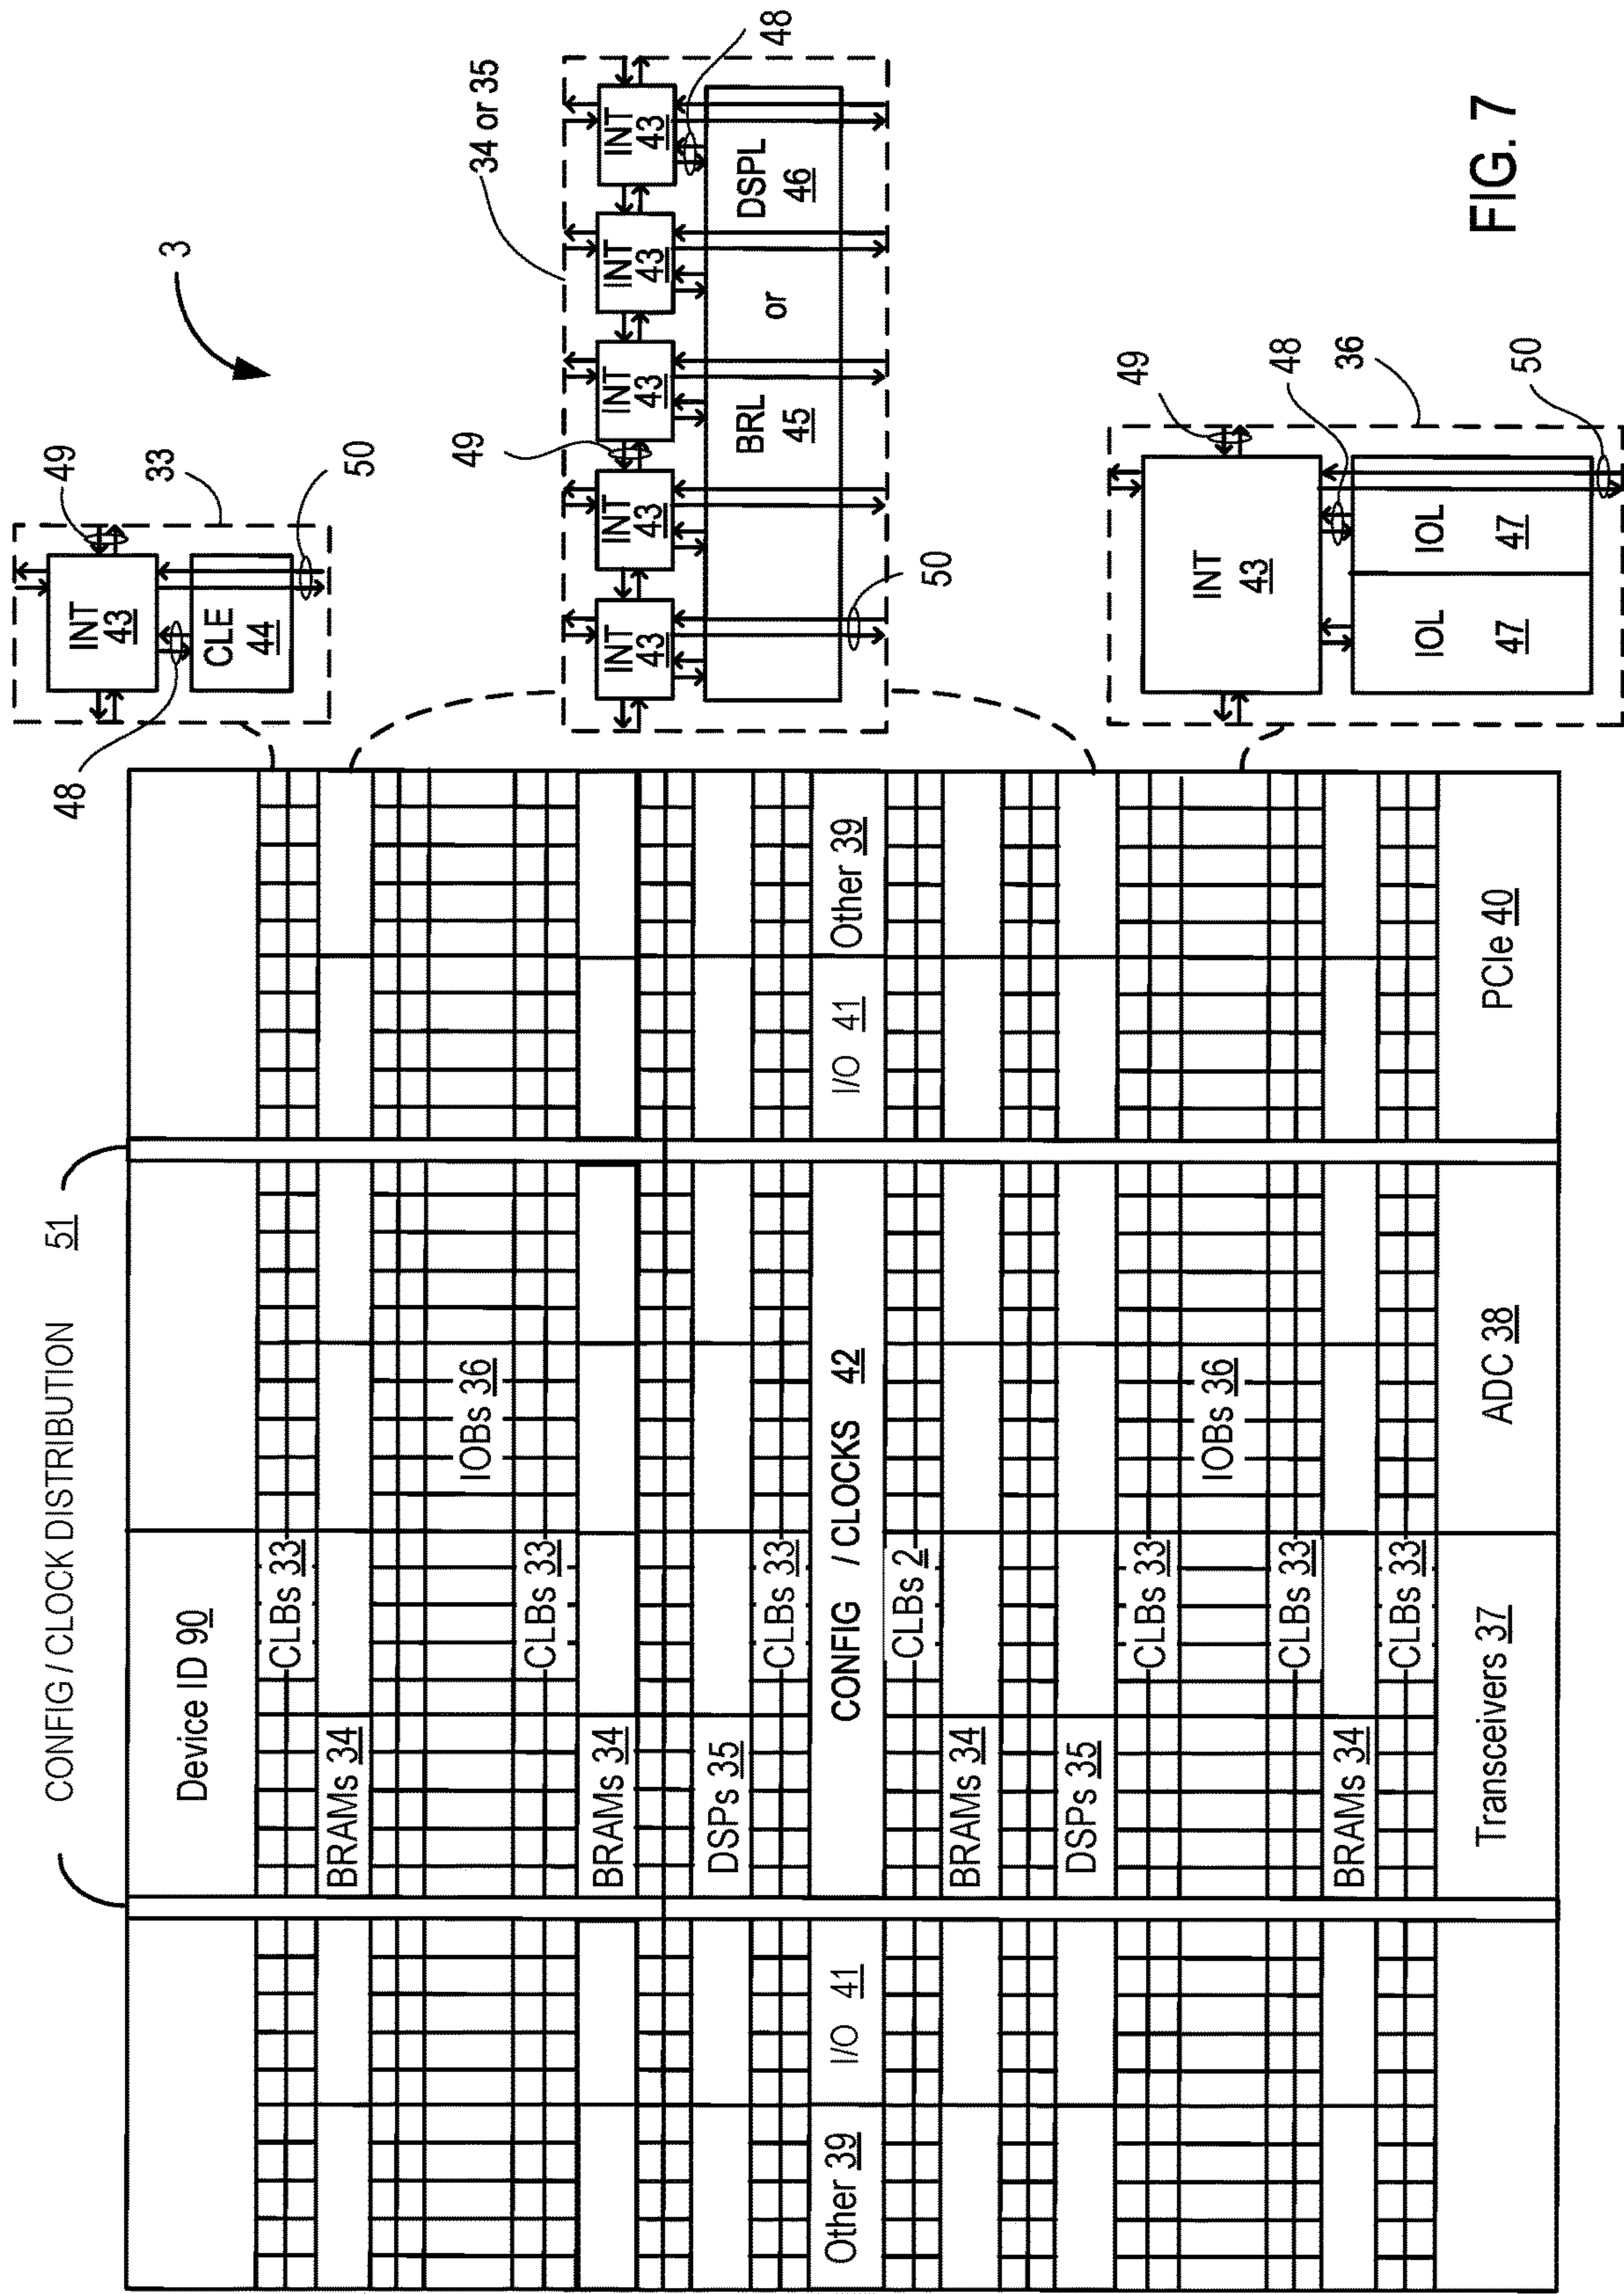 CONFIG / CLOCK DISTRIBUTION 51
Device ID 90
CLBs 33
BRAMs 34
IOBs 36
CLBs 33
BRAMs 34
DSPs 35
CLBs 33
Other 39
I/O 41
CONFIG / CLOCKS 42
I/O 41
Other 39
CLBs 2
BRAMs 34
DSPs 35
CLBs 33
IOBs 36
CLBs 33
BRAMs 34
CLBs 33
Transceivers 37
ADC 38
PCIe 40
3
48
INT
43
CLE
44
49
33
50
34 or 35
INT
43
INT
43
INT
43
INT
43
INT
43
49
48
50
BRL
45
or
DSPL
46
INT
43
49
48
36
50
IOL
47
IOL
47
FIG. 7